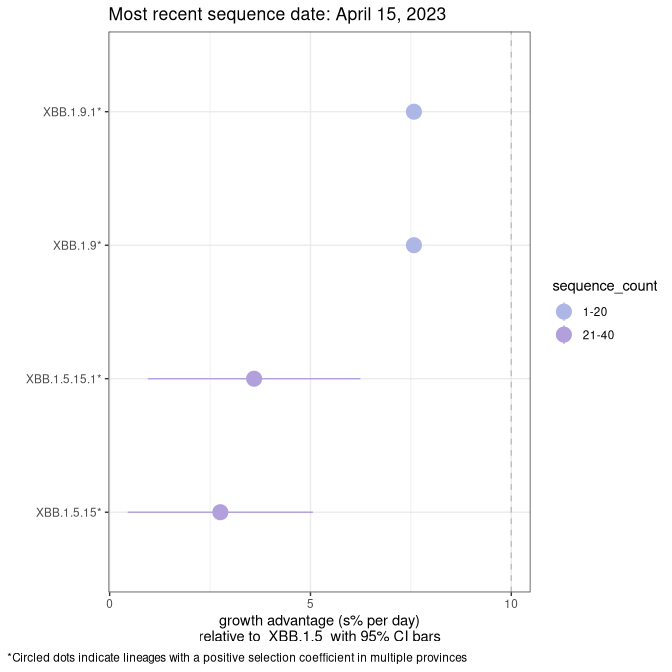 Most recent sequence date: April 15, 2023
XBB.1.9.1*
XBB.1.9*
XBB.1.5.15.1*
XBB.1.5.15*
0 5 10
growth advantage (s% per day)
relative to XBB.1.5 with 95% CI bars
sequence_count
1-20
21-40
*Circled dots indicate lineages with a positive selection coefficient in multiple provinces